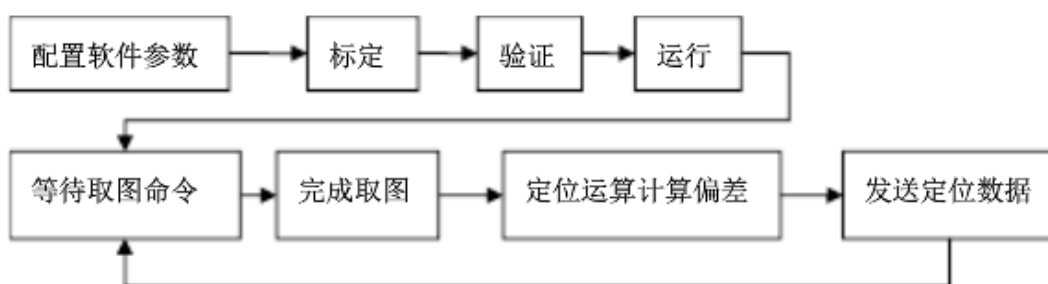 配置软件参数
标定
验证
运行
等待取图命令
完成取图
定位运算计算偏差
发送定位数据